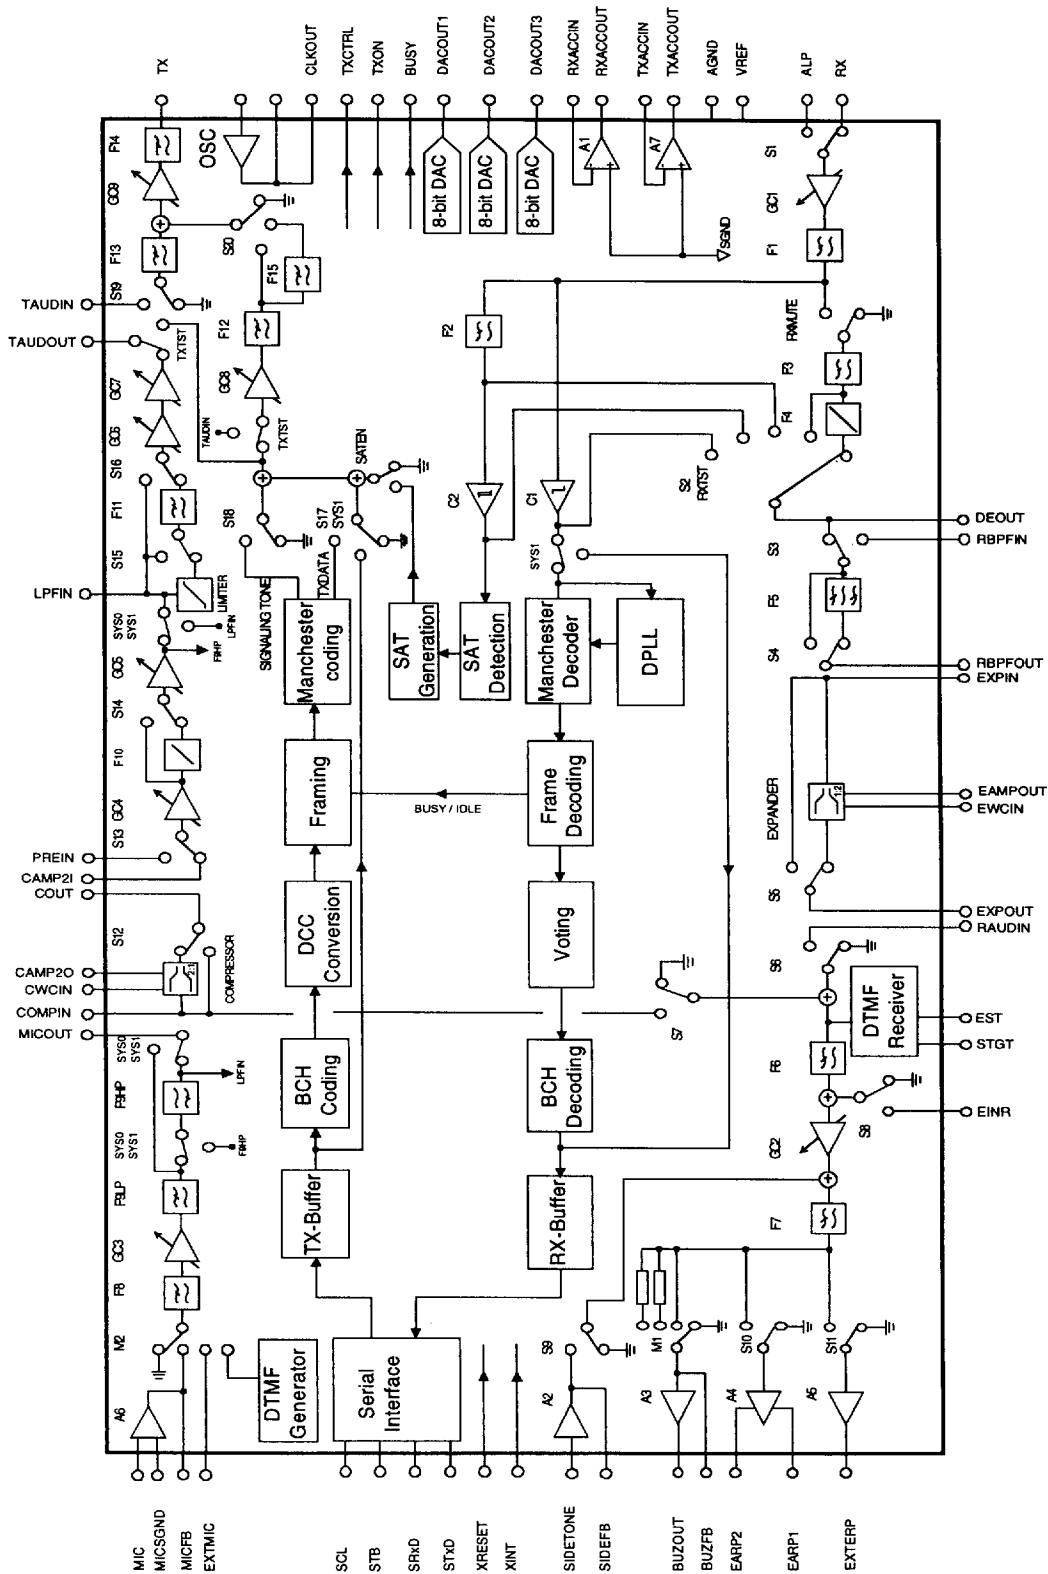 TX
CLKOUT
TXCTRL
TXON
BUSY
DACOUT1
DACOUT2
DACOUT3
RXACCIN
RXACCOUT
TXACCIN
TXACCOUT
AGND
VREF
ALP
RX
F14
GC9
F13
S19
OSC
S20
F15
F12
GC8
8-bit DAC
8-bit DAC
8-bit DAC
A1
A7
SGND
S1
GC1
F1
TAUDIN
TAUDOUT
TXTST
GC7
GC6
S16
F11
S15
LIMITER
TAUDIN
TXTST
SATEN
S18
S17
SYS1
SIGNALING TONE
TXDATA
F2
C2
C1
SYS1
S2
RXTST
RXMUTE
F3
F4
DEOUT
RBPFIN
S3
F5
S4
RBPFOUT
EXPIN
LPFIN
SYS0
SYS1
LPFIN
F9HP
GC5
S14
F10
GC4
S13
Manchester
coding
SAT
Generation
SAT
Detection
Manchester
Decoder
DPLL
Framing
BUSY / IDLE
Frame
Decoding
EXPANDER
1:2
EAMPOUT
EWCIN
S5
EXPOUT
RAUDIN
PREIN
CAMP2I
COUT
S12
CAMP2O
CWCIN
COMPIN
MICOUT
2:1
COMPRESSOR
DCC
Conversion
Voting
S7
S6
DTMF
Receiver
EST
STGT
F6
EINR
S8
GC2
F7
SYS0
SYS1
LPFIN
F9HP
SYS0
SYS1
F9HP
F9LP
GC3
F8
M2
BCH
Coding
BCH
Decoding
TX-Buffer
RX-Buffer
DTMF
Generator
Serial
Interface
A6
S9
A2
M1
A3
S10
A4
S11
A5
MIC
MICSGND
MICFB
EXTMIC
SCL
STB
SRxD
STxD
XRESET
XINT
SIDETONE
SIDEFB
BUZOUT
BUZFB
EARP2
EARP1
EXTERP